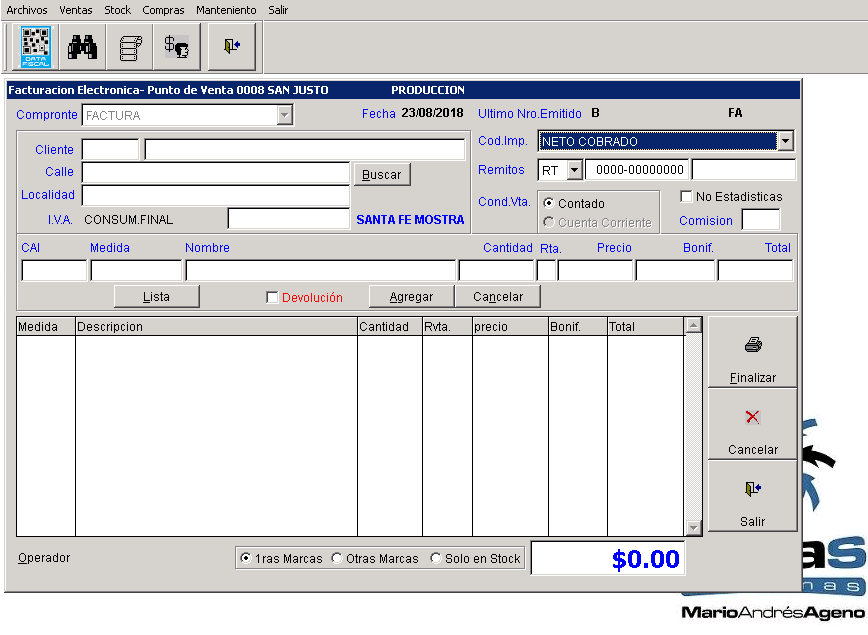 Archivos Ventas Stock Compras Manteniento Salir
DATA FISCAL
Facturacion Electronica- Punto de Venta 0008 SAN JUSTO PRODUCCION
Compronte FACTURA Fecha 23/08/2018 Ultimo Nro.Emitido B FA
Cliente Cod.Imp. NETO COBRADO
Calle Buscar Remitos RT 0000-00000000
Localidad Cond.Vta. Contado No Estadisticas
I.V.A. CONSUM.FINAL SANTA FE MOSTRA Cuenta Corriente Comision
CAI Medida Nombre Cantidad Rta. Precio Bonif. Total
Lista Devolución Agregar Cancelar
Medida Descripcion Cantidad Rvta. precio Bonif. Total
Finalizar
Cancelar
Salir
Operador 1ras Marcas Otras Marcas Solo en Stock $0.00
as
nas
MarioAndrésAgeno